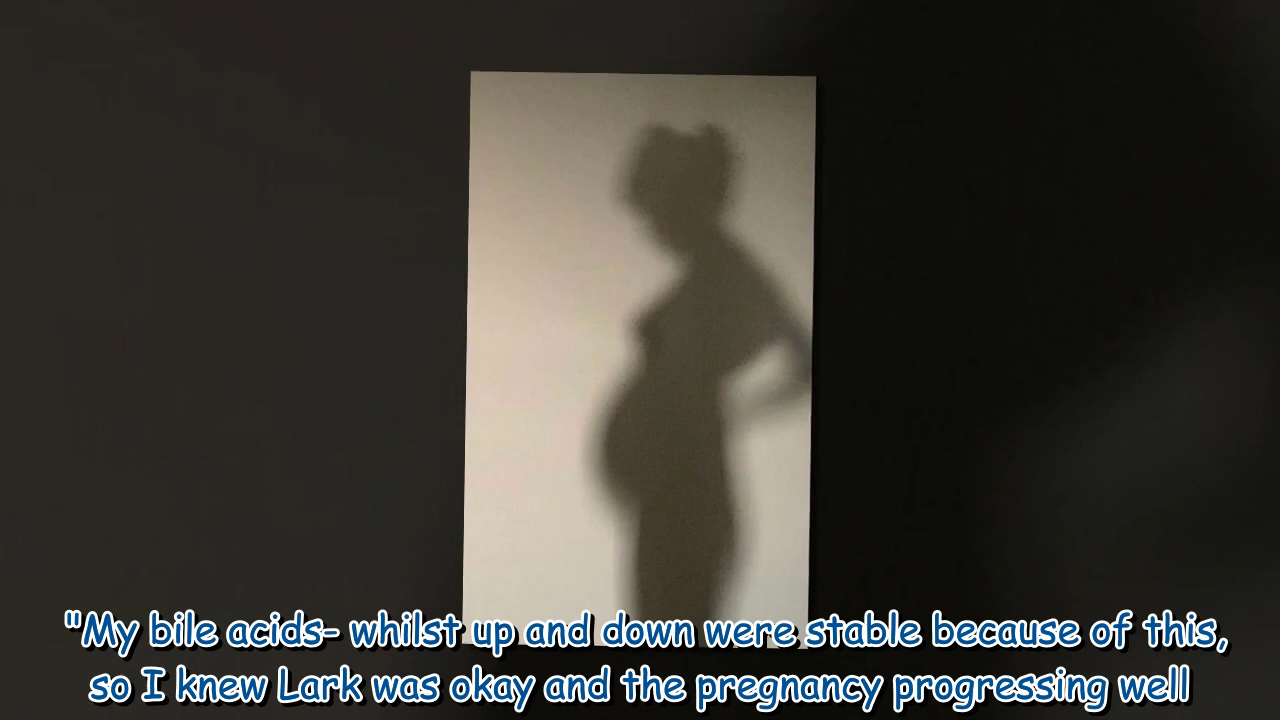 "My bile acids- whilst up and down were stable because of this,
so I knew Lark was okay and the pregnancy progressing well